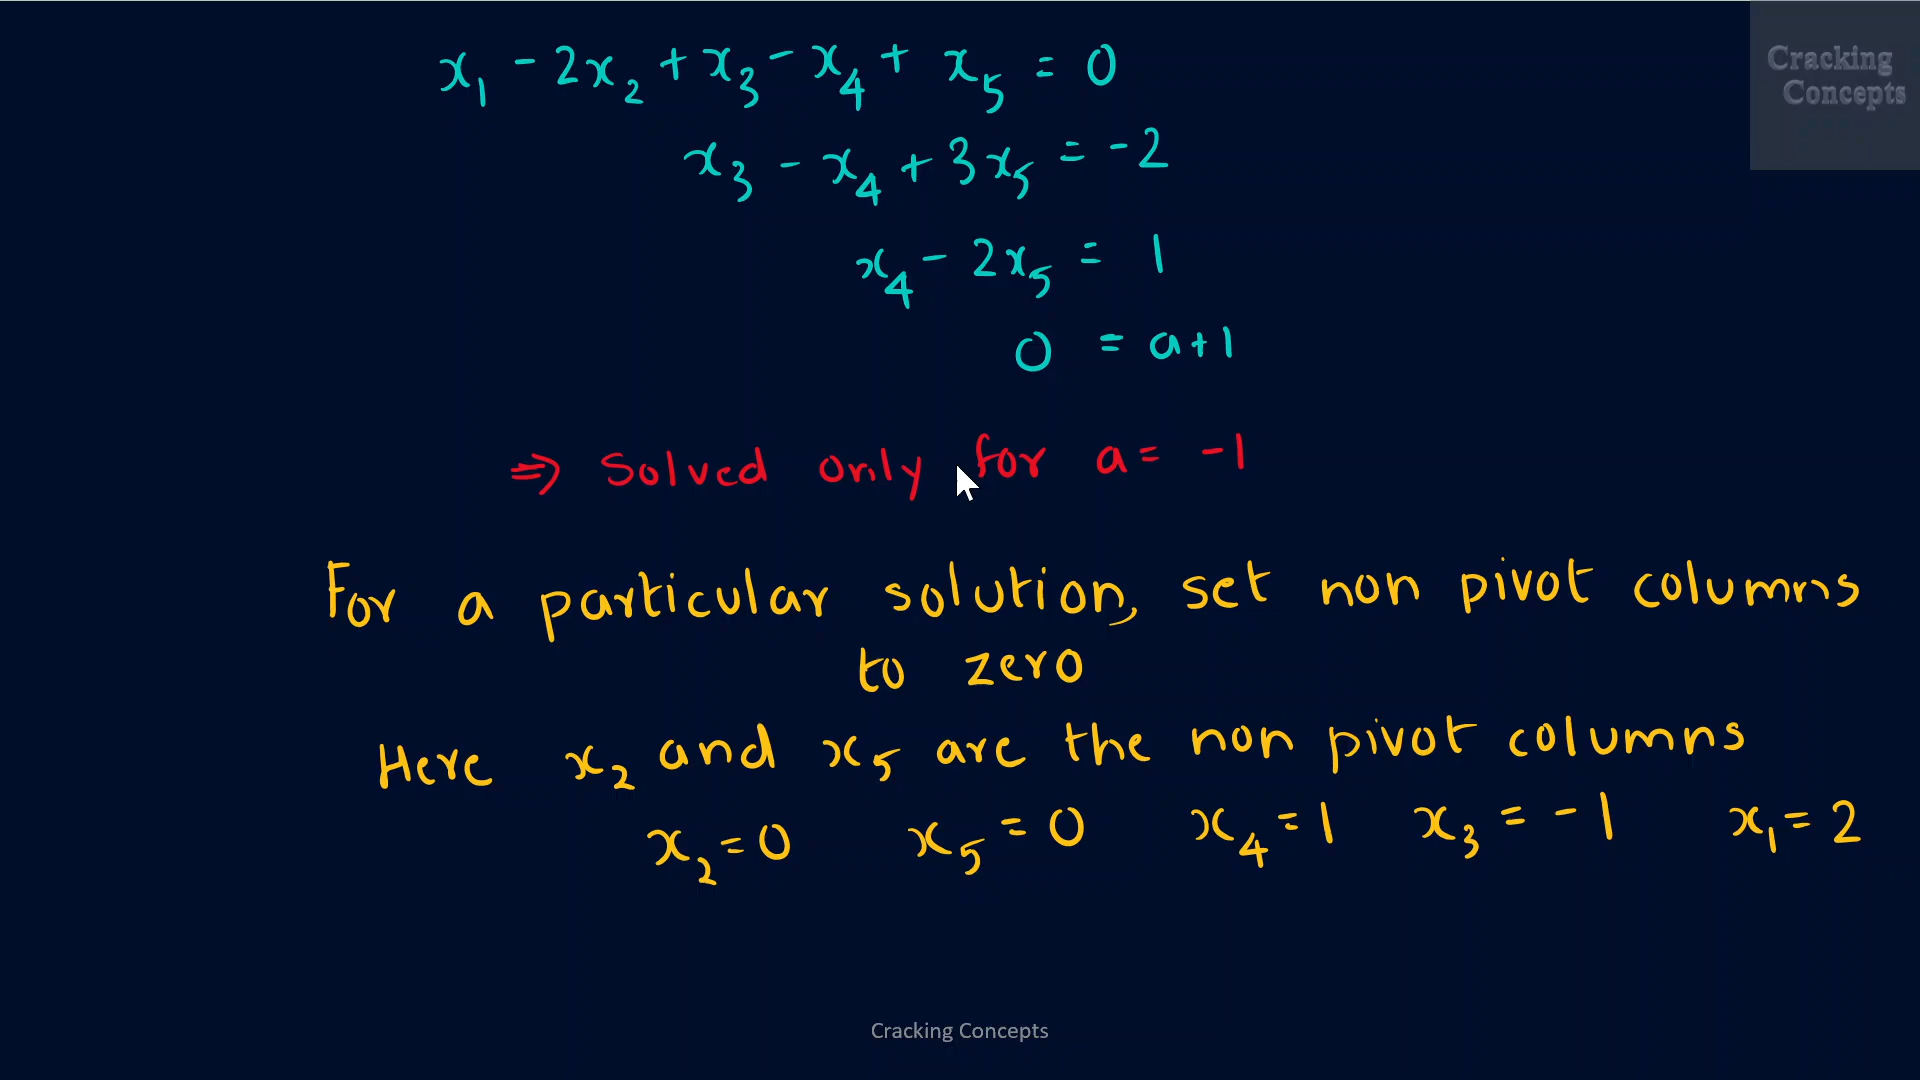 x₁ - 2x₂ + x₃ - x₄ + x₅ = 0
Cracking
Concepts
x₃ - x₄ + 3x₅ = -2
x₄ - 2x₅ = 1
0 = a+1
⇒ Solved only for a = -1
For a particular solution, set non pivot columns
to zero
Here x₂ and x₅ are the non pivot columns
x₂ = 0 x₅ = 0 x₄ = 1 x₃ = -1 x₁ = 2
Cracking Concepts